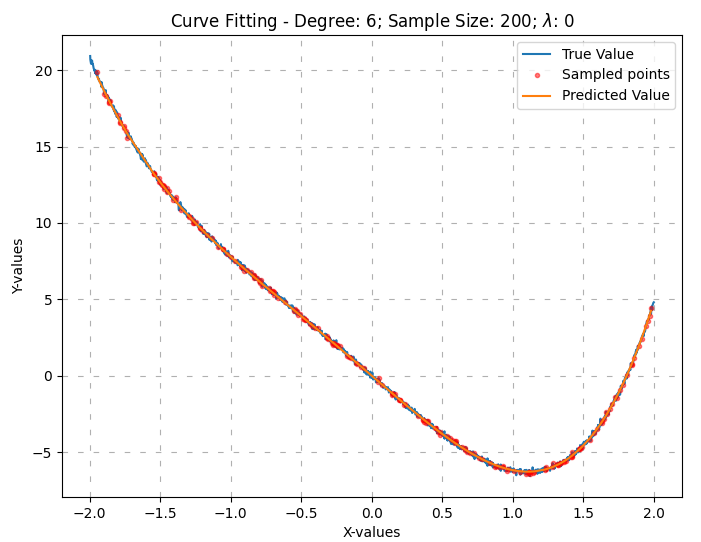 Curve Fitting - Degree: 6; Sample Size: 200; λ: 0
True Value
Sampled points
Predicted Value
Y-values
20
15
10
5
0
−5
−2.0 −1.5 −1.0 −0.5 0.0 0.5 1.0 1.5 2.0
X-values